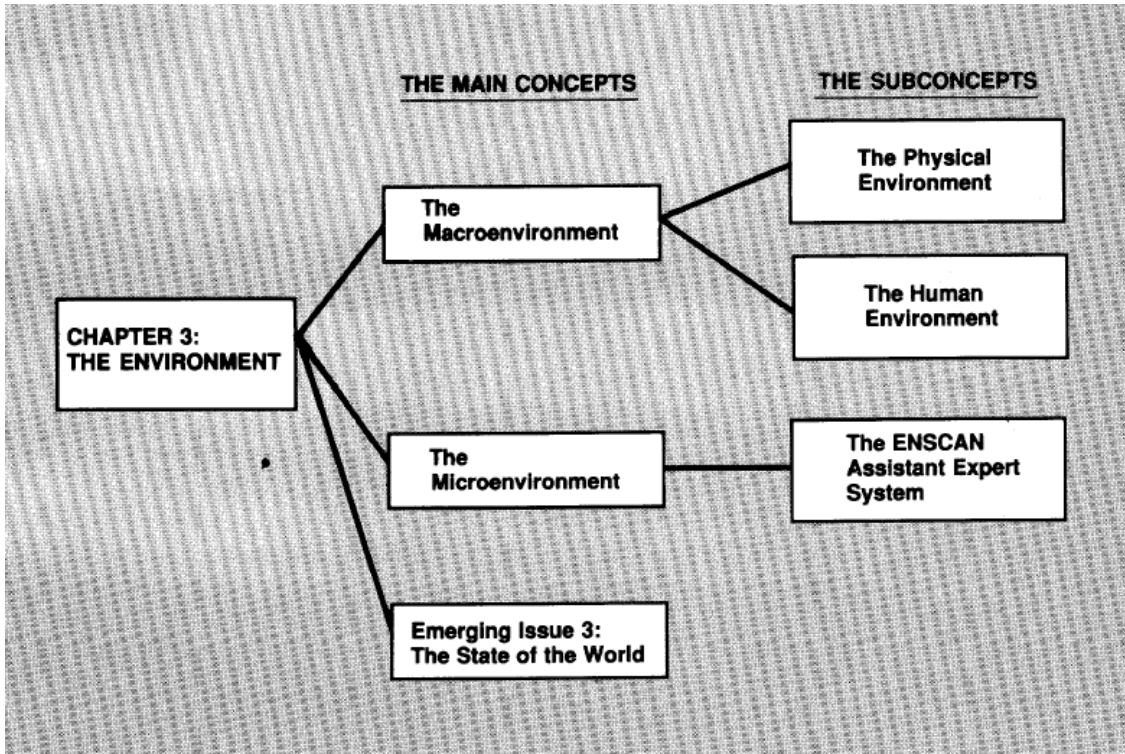 THE MAIN CONCEPTS
THE SUBCONCEPTS
The Physical
Environment
The
Macroenvironment
The Human
Environment
CHAPTER 3:
THE ENVIRONMENT
The
Microenvironment
The ENSCAN
Assistant Expert
System
Emerging Issue 3:
The State of the World